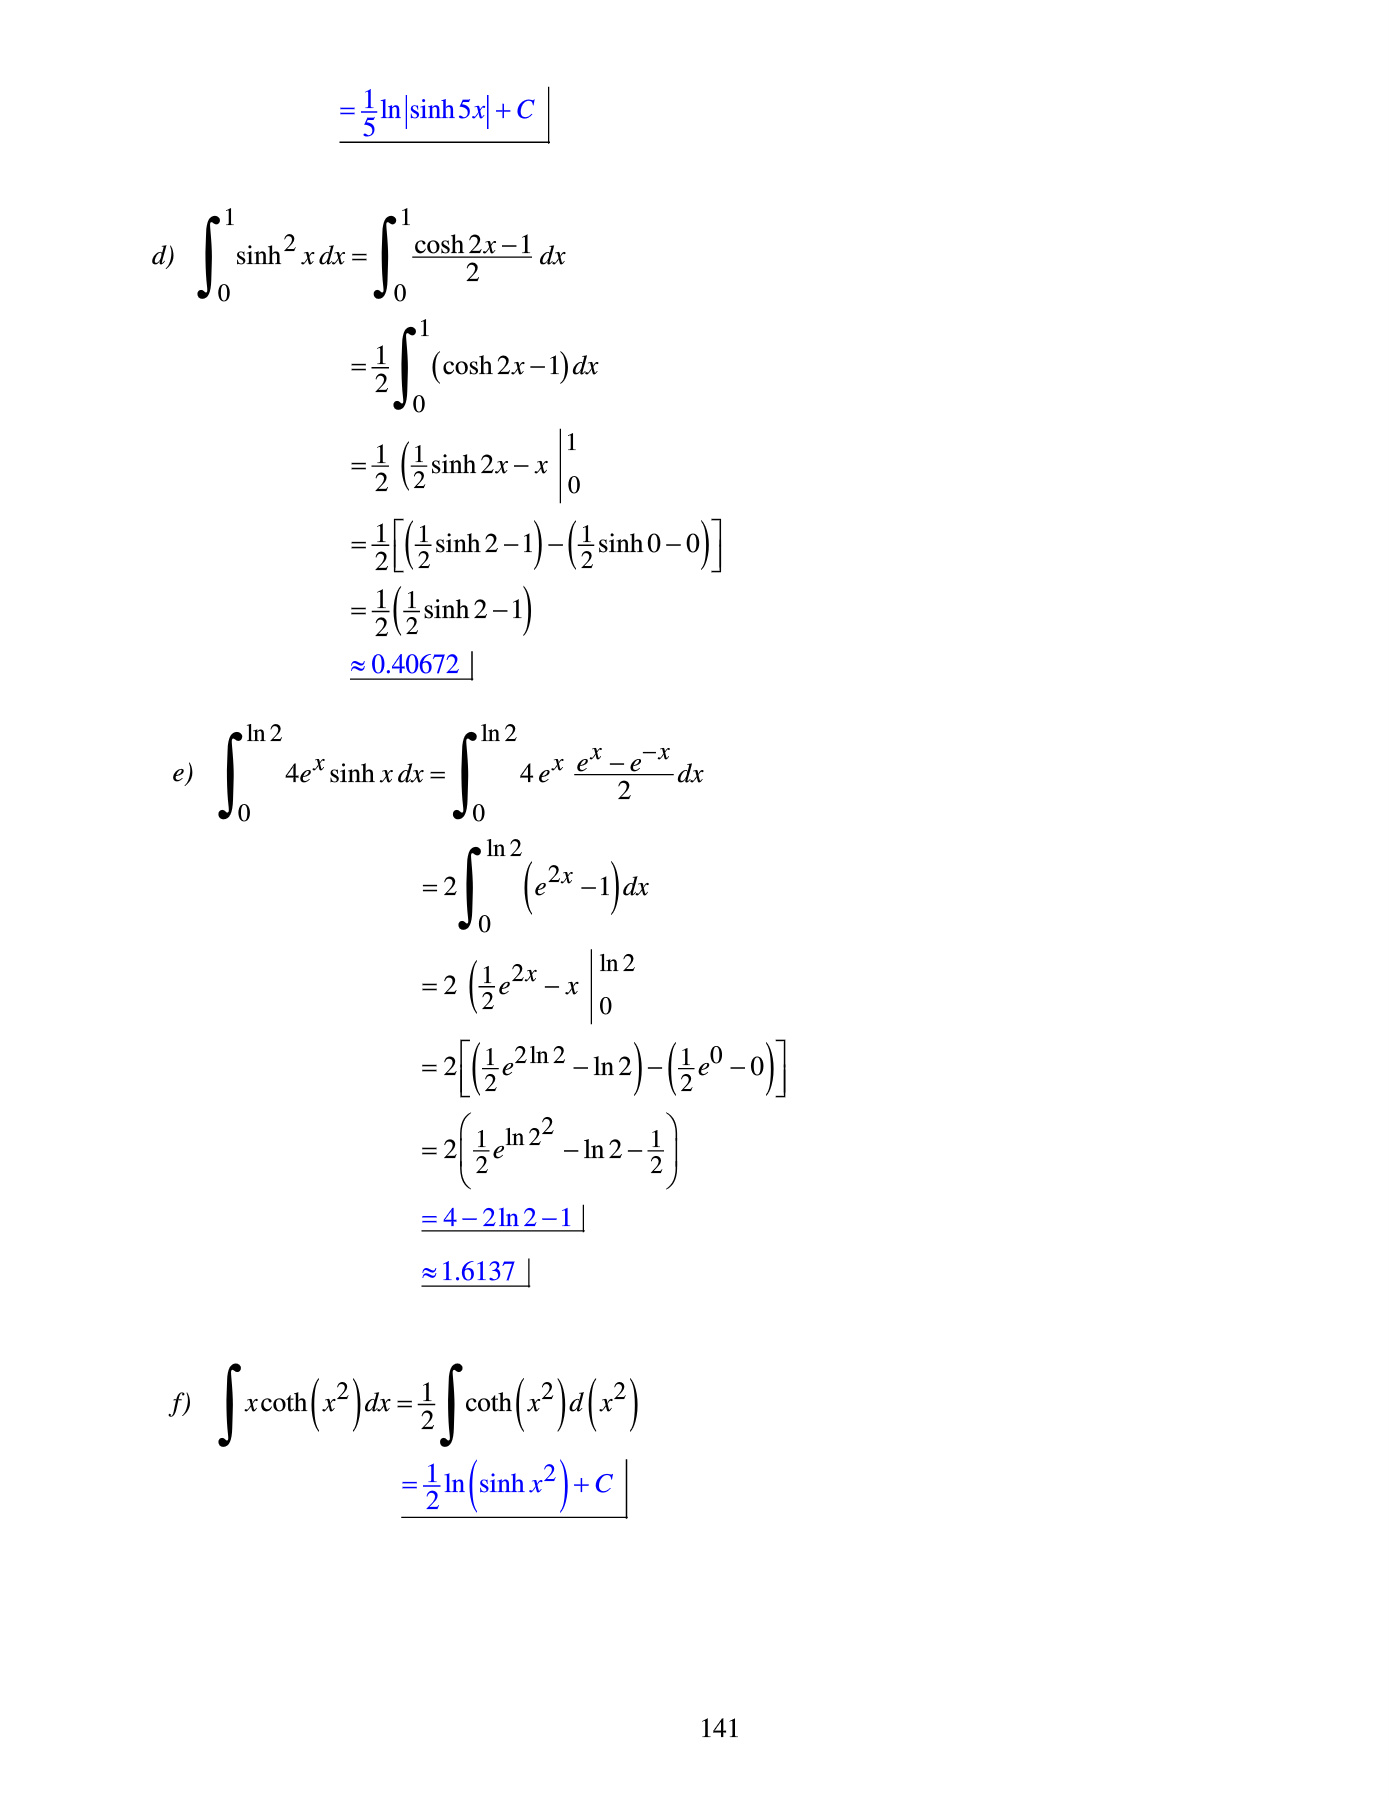 = 1/5 ln|sinh 5x| + C
d) ∫₀¹ sinh² x dx = ∫₀¹ (cosh 2x − 1)/2 dx
= 1/2 ∫₀¹ (cosh 2x − 1) dx
= 1/2 (1/2 sinh 2x − x |₀¹
= 1/2 [(1/2 sinh 2 − 1) − (1/2 sinh 0 − 0)]
= 1/2 (1/2 sinh 2 − 1)
≈ 0.40672
e) ∫₀^(ln 2) 4e^x sinh x dx = ∫₀^(ln 2) 4 e^x (e^x − e^(−x))/2 dx
= 2 ∫₀^(ln 2) (e^(2x) − 1) dx
= 2 (1/2 e^(2x) − x |₀^(ln 2)
= 2 [(1/2 e^(2 ln 2) − ln 2) − (1/2 e^0 − 0)]
= 2 (1/2 e^(ln 2²) − ln 2 − 1/2)
= 4 − 2 ln 2 − 1
≈ 1.6137
f) ∫ x coth(x²) dx = 1/2 ∫ coth(x²) d(x²)
= 1/2 ln(sinh x²) + C
141